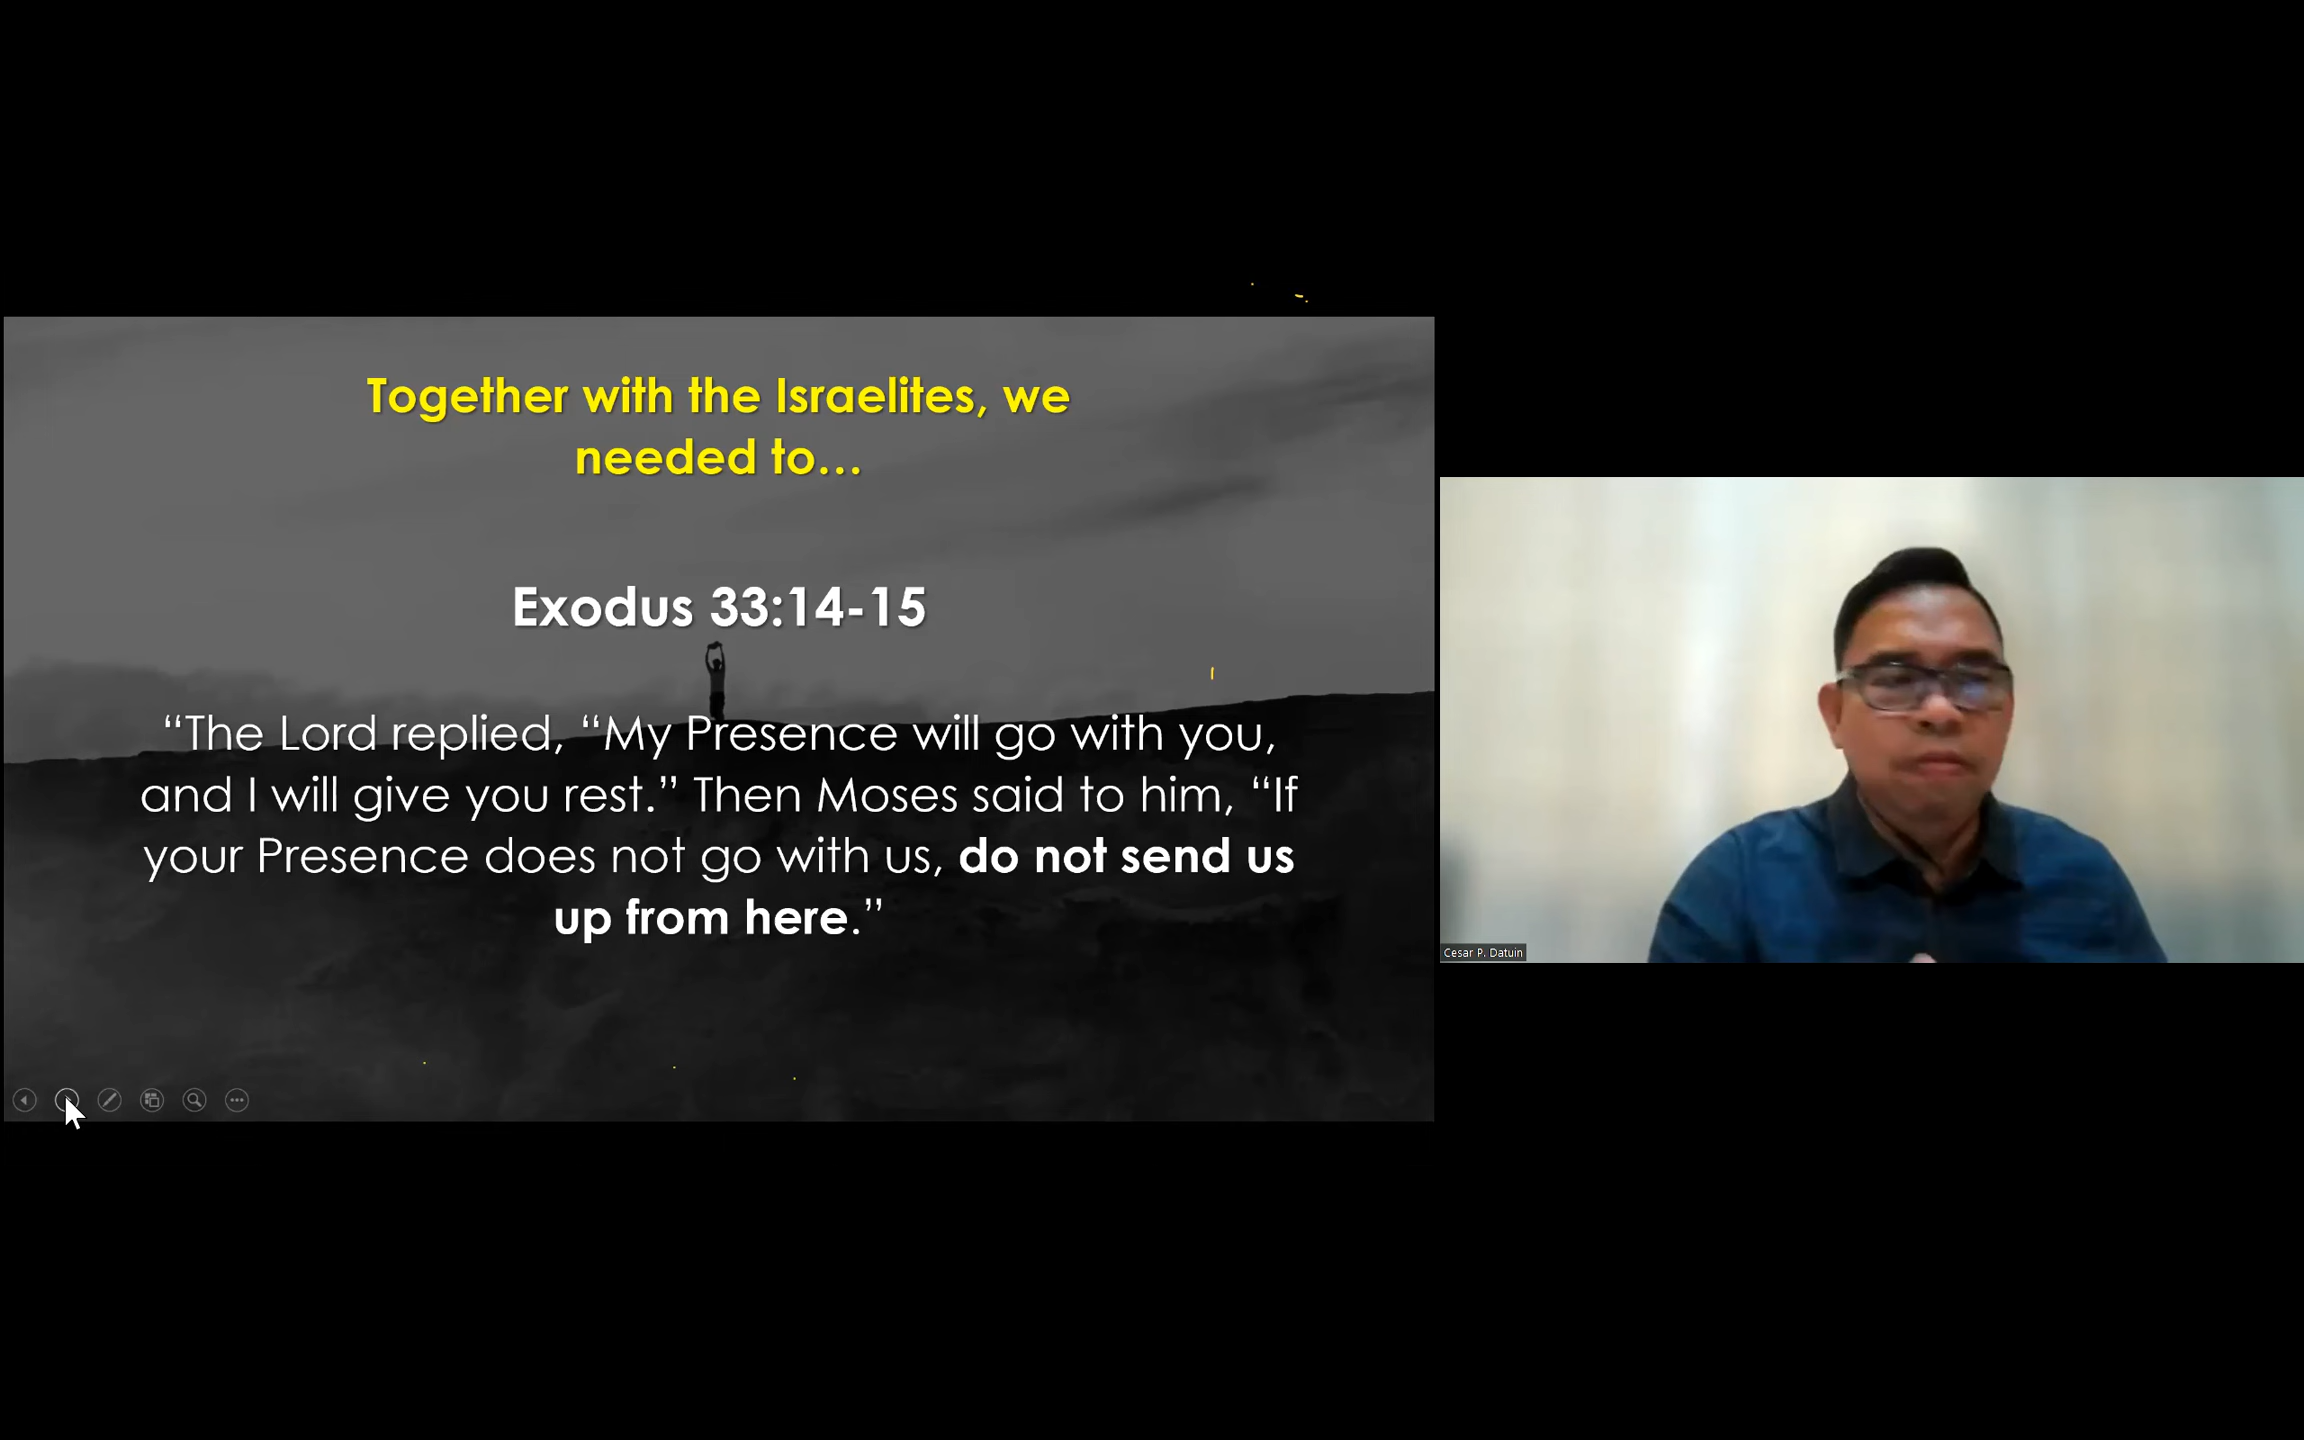 Together with the Israelites, we
needed to…
Exodus 33:14-15
“The Lord replied, “My Presence will go with you,
and I will give you rest.” Then Moses said to him, “If
your Presence does not go with us, do not send us
up from here.”
Cesar P. Datuin